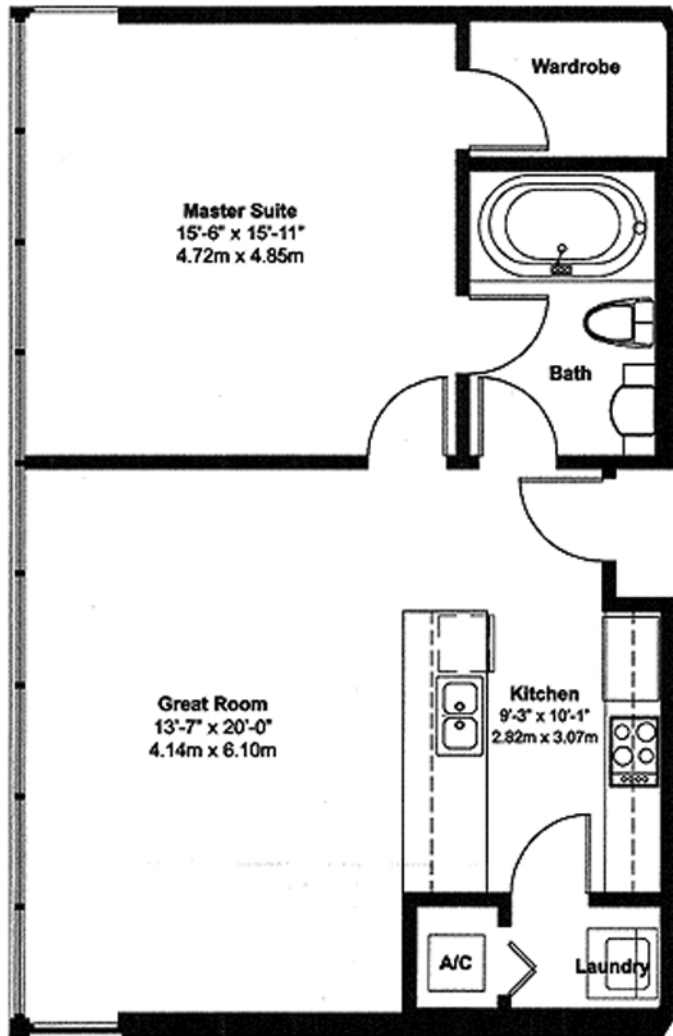 Wardrobe
Master Suite
15'-6" x 15'-11"
4.72m x 4.85m
Bath
Great Room
13'-7" x 20'-0"
4.14m x 6.10m
Kitchen
9'-3" x 10'-1"
2.82m x 3.07m
A/C
Laundry